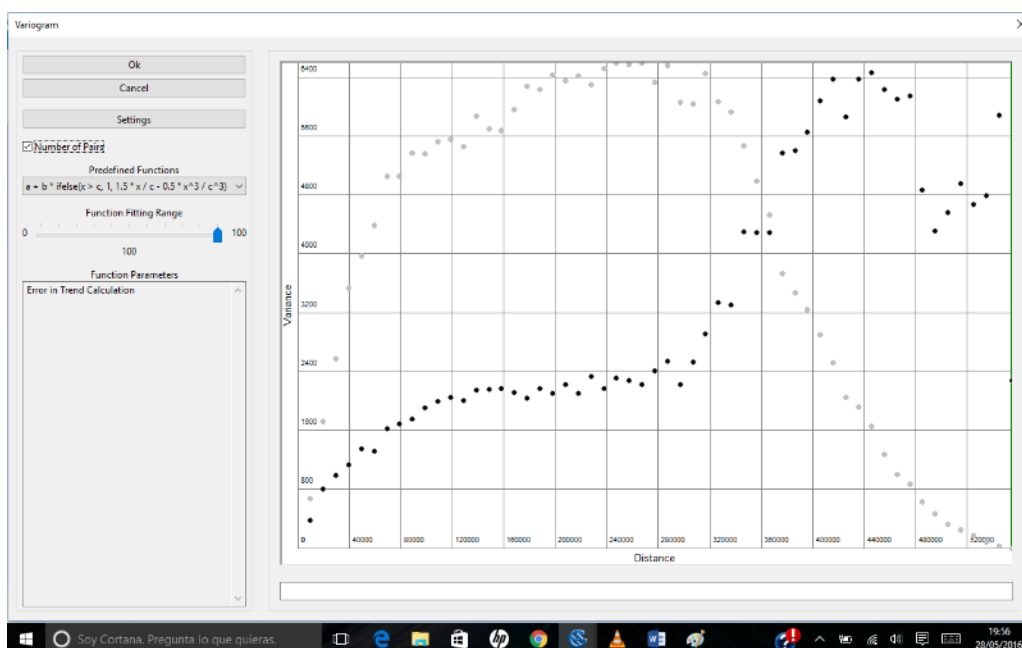 Variogram
Ok
Cancel
Settings
Number of Pairs
Predefined Functions
a + b * ifelse(x > c, 1, 1.5 * x / c - 0.5 * x^3 / c^3)
Function Fitting Range
0
100
100
Function Parameters
Error in Trend Calculation
Variance
6400
5600
4800
4000
3200
2400
1600
800
0
40000
80000
120000
160000
200000
240000
280000
320000
360000
400000
440000
480000
520000
Distance
Soy Cortana. Pregunta lo que quieras.
19:56
28/05/2016